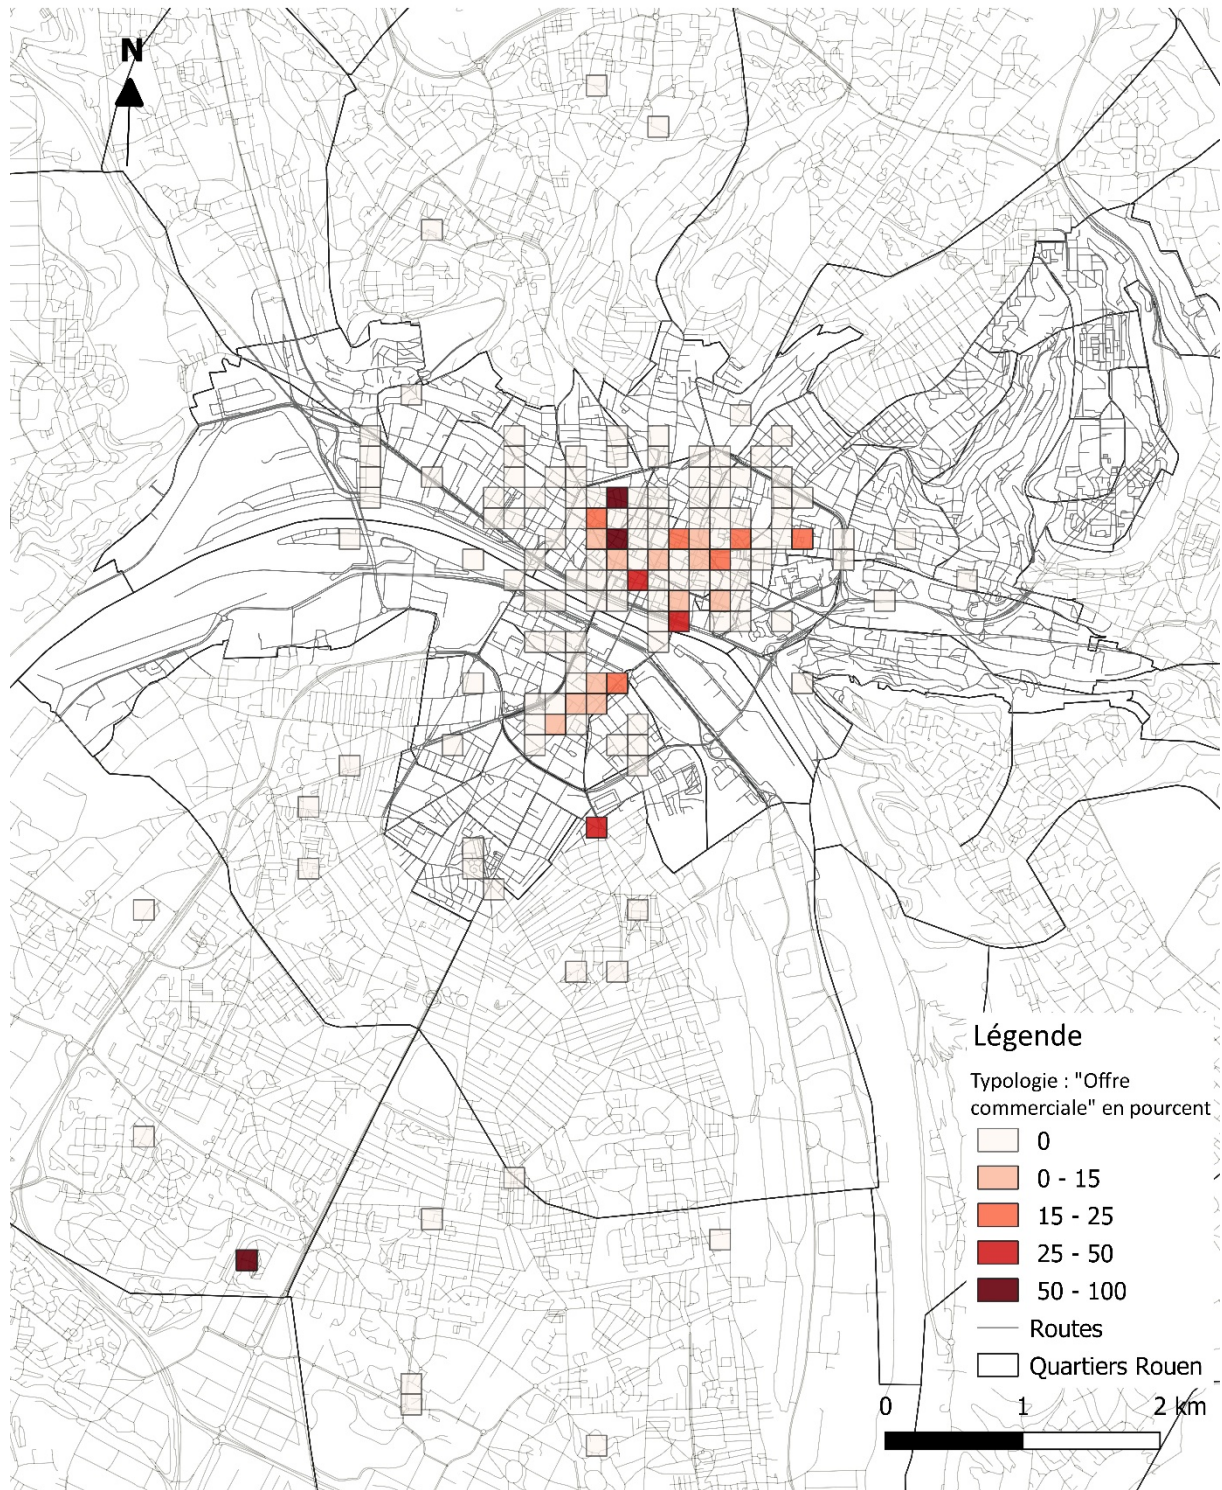 N
Légende
Typologie : "Offre
commerciale" en pourcent
0
0 - 15
15 - 25
25 - 50
50 - 100
Routes
Quartiers Rouen
0 1 2 km